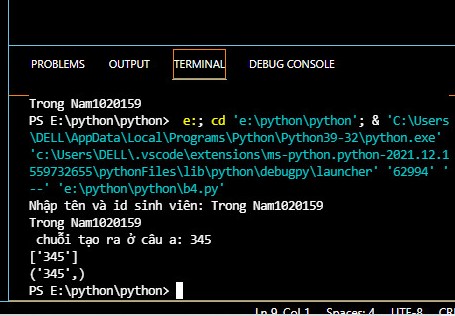 PROBLEMS OUTPUT TERMINAL DEBUG CONSOLE
Trong Nam1020159
PS E:\python\python>  e:; cd 'e:\python\python'; & 'C:\Users
\DELL\AppData\Local\Programs\Python\Python39-32\python.exe'
'c:\Users\DELL\.vscode\extensions\ms-python.python-2021.12.1
559732655\pythonFiles\lib\python\debugpy\launcher' '62994' '
--' 'e:\python\python\b4.py'
Nhập tên và id sinh viên: Trong Nam1020159
Trong Nam1020159
 chuỗi tạo ra ở câu a: 345
['345']
('345',)
PS E:\python\python>
Ln 9, Col 1 Spaces: 4 UTF-8